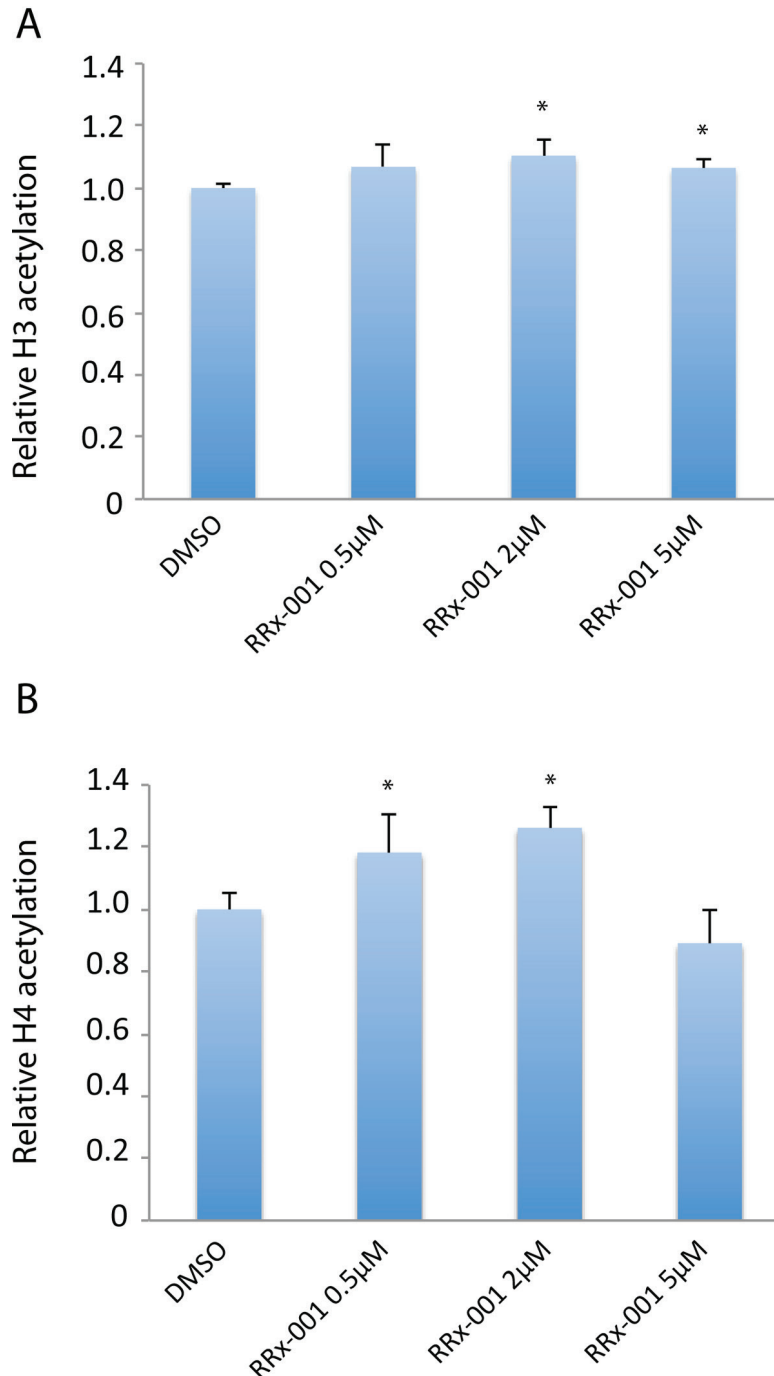 A
Relative H3 acetylation
1.4
1.2
1.0
0.8
0.6
0.4
0.2
0
*
*
DMSO
RRx-001 0.5µM
RRx-001 2µM
RRx-001 5µM
B
Relative H4 acetylation
1.4
1.2
1.0
0.8
0.6
0.4
0.2
0
*
*
DMSO
RRx-001 0.5µM
RRx-001 2µM
RRx-001 5µM